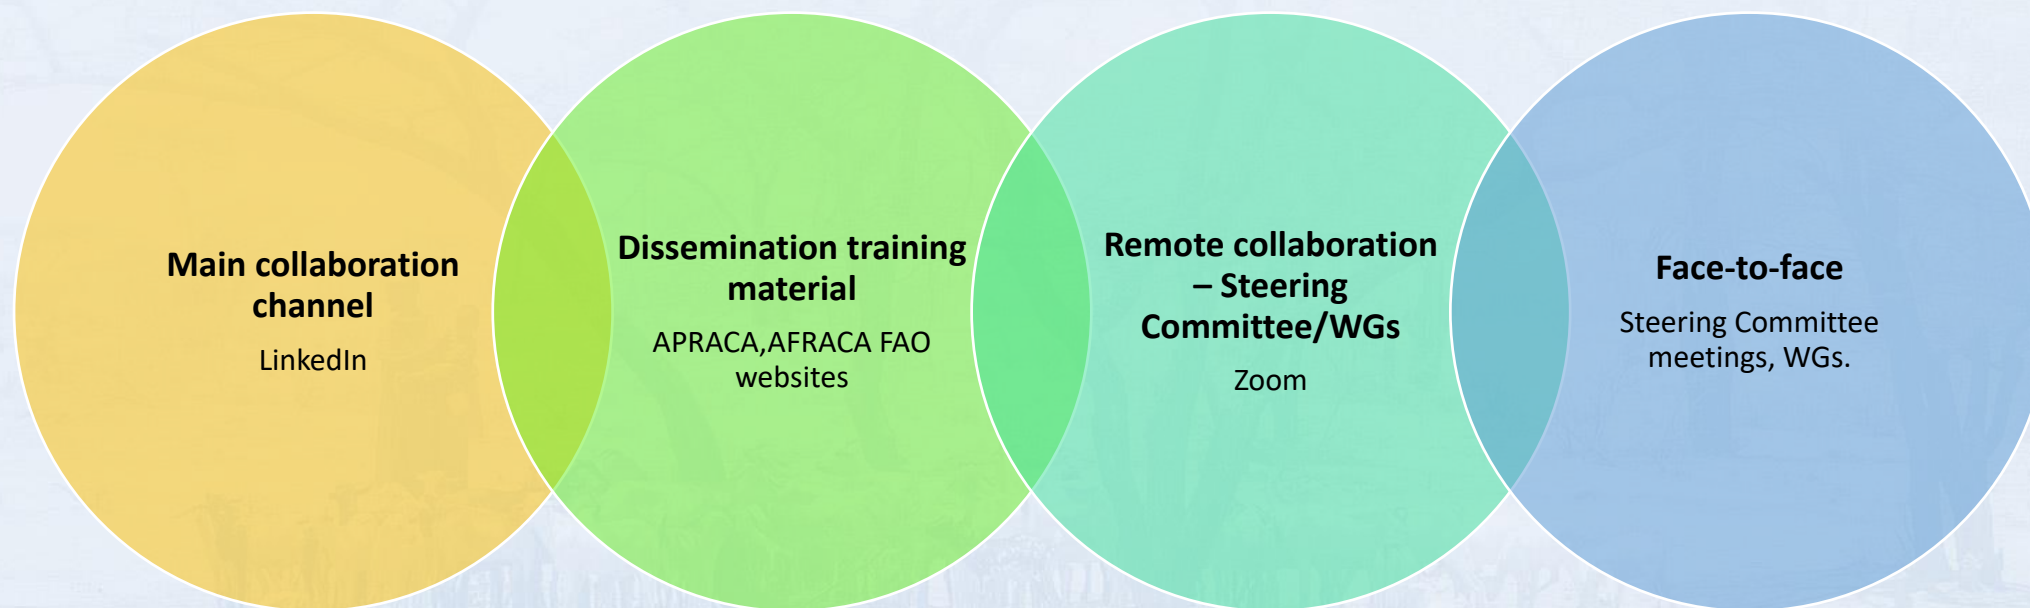 Main collaboration
channel
LinkedIn
Dissemination training
material
APRACA,AFRACA FAO
websites
Remote collaboration
– Steering
Committee/WGs
Zoom
Face-to-face
Steering Committee
meetings, WGs.